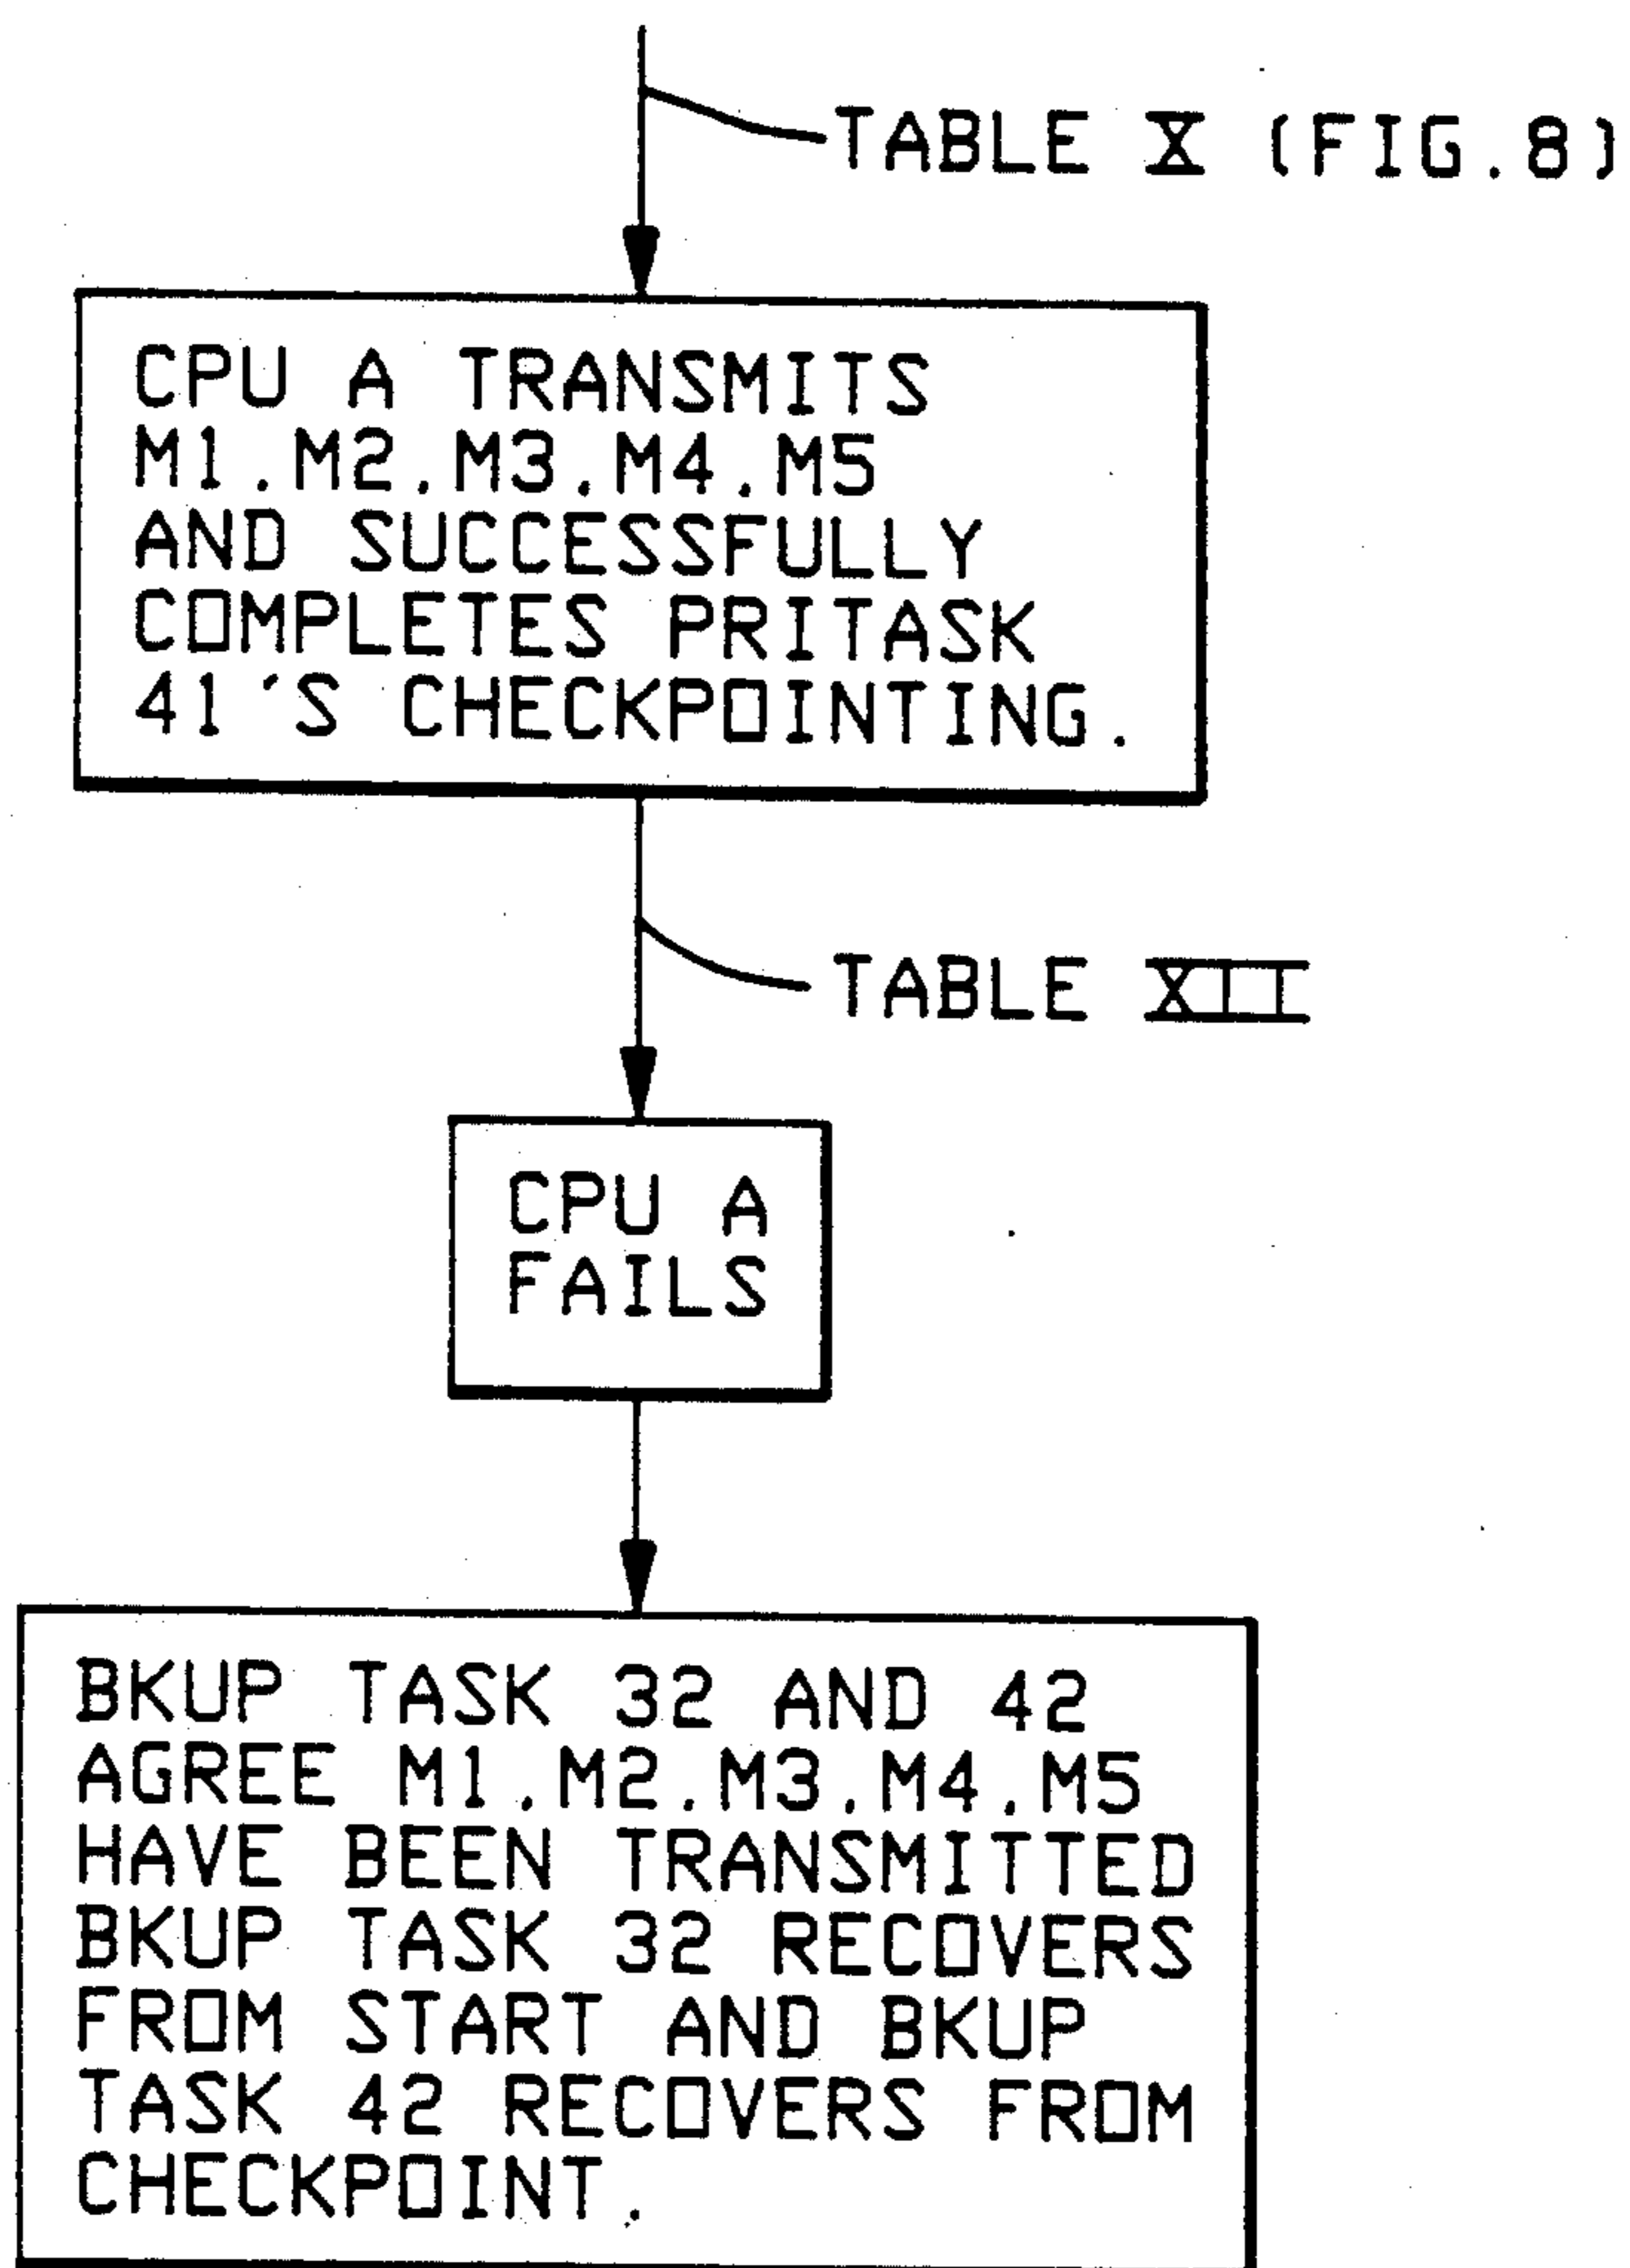 TABLE X (FIG.8)
CPU A TRANSMITS
M1,M2,M3,M4,M5
AND SUCCESSFULLY
COMPLETES PRITASK
41'S CHECKPOINTING.
TABLE XII
CPU A
FAILS
BKUP TASK 32 AND 42
AGREE M1,M2,M3,M4,M5
HAVE BEEN TRANSMITTED
BKUP TASK 32 RECOVERS
FROM START AND BKUP
TASK 42 RECOVERS FROM
CHECKPOINT.